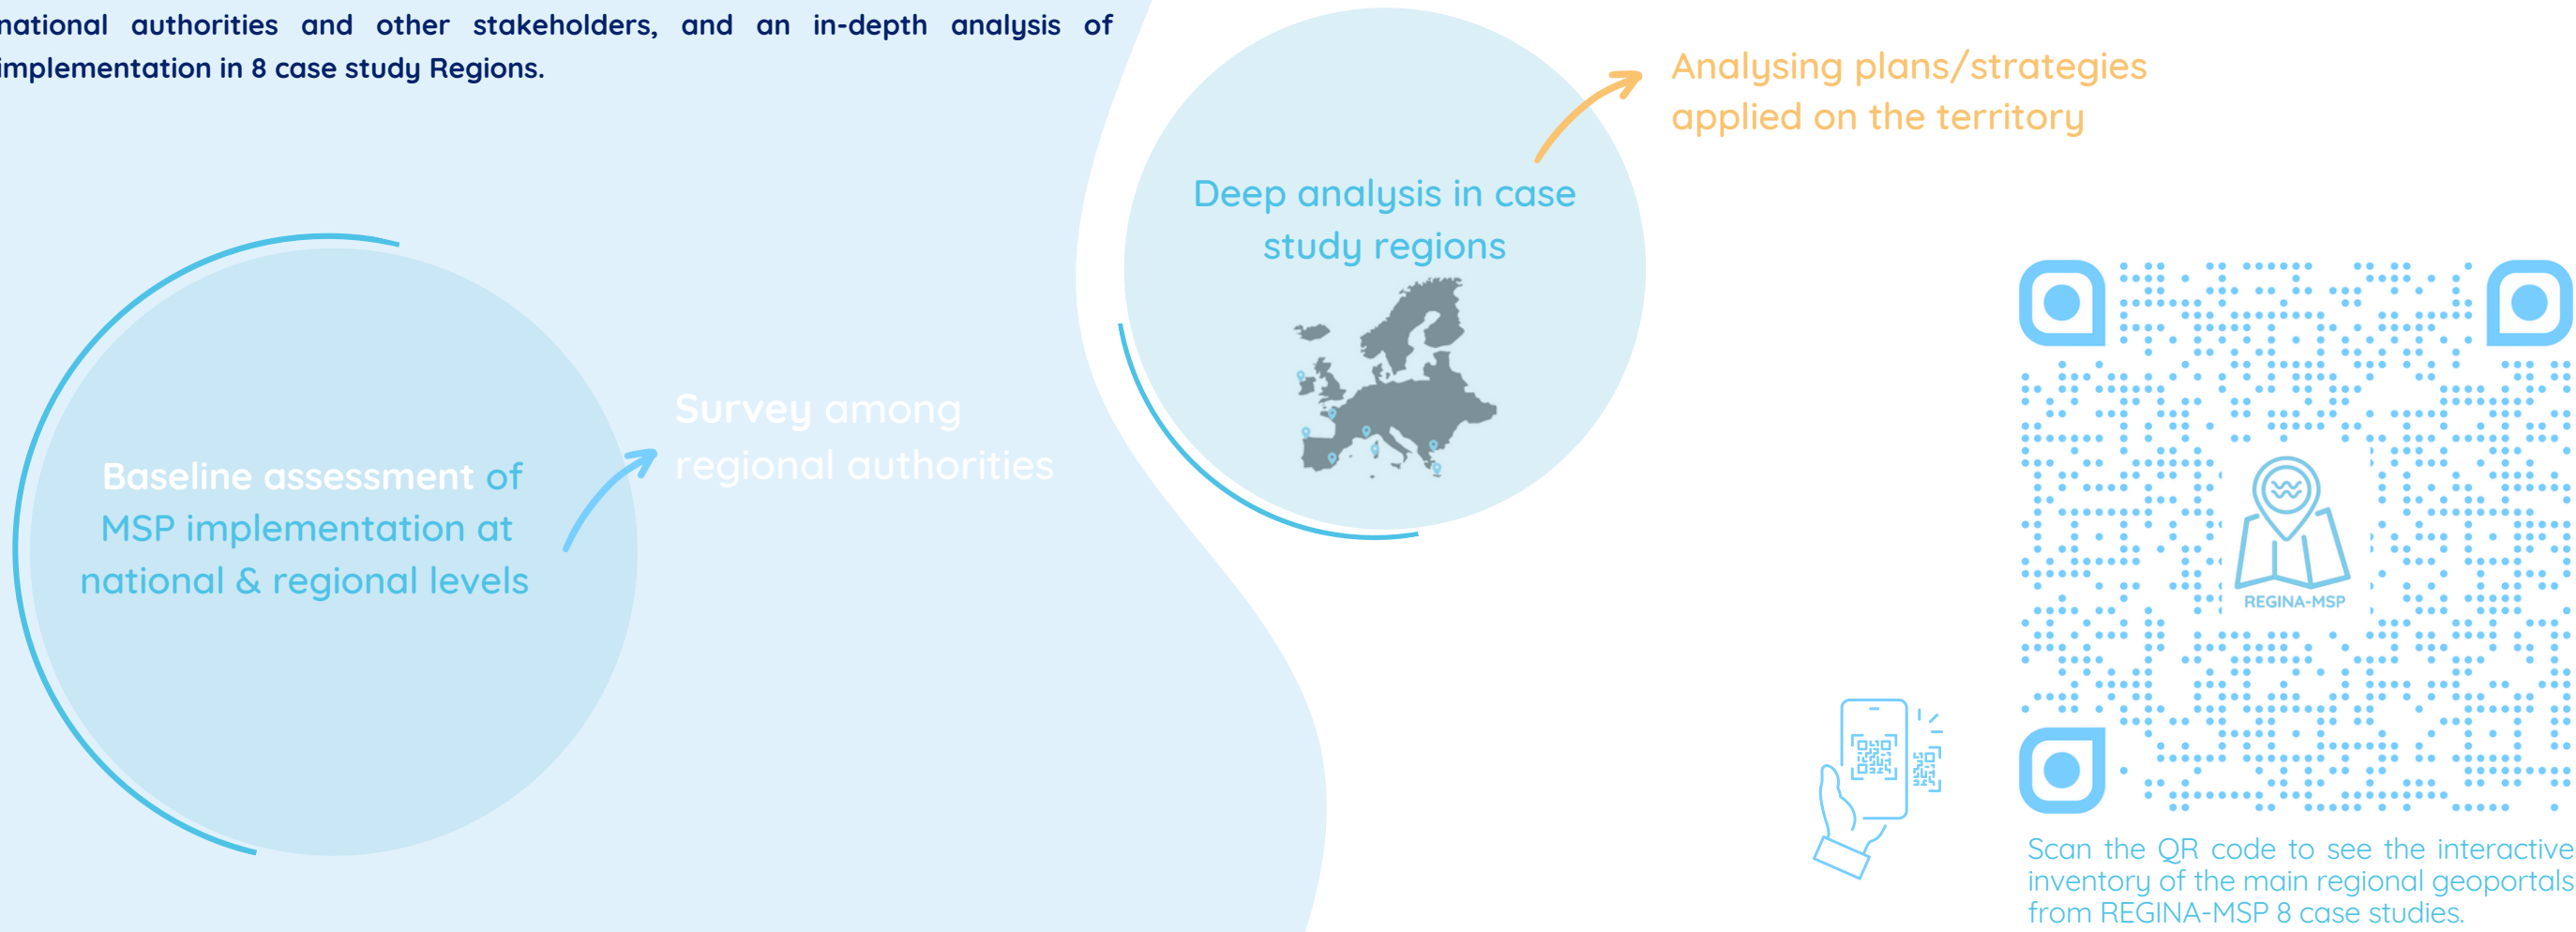 national authorities and other stakeholders, and an in-depth analysis of
implementation in 8 case study Regions.
Analysing plans/strategies
applied on the territory
Deep analysis in case
study regions
Survey among
regional authorities
Baseline assessment of
MSP implementation at
national & regional levels
REGINA-MSP
Scan the QR code to see the interactive
inventory of the main regional geoportals
from REGINA-MSP 8 case studies.